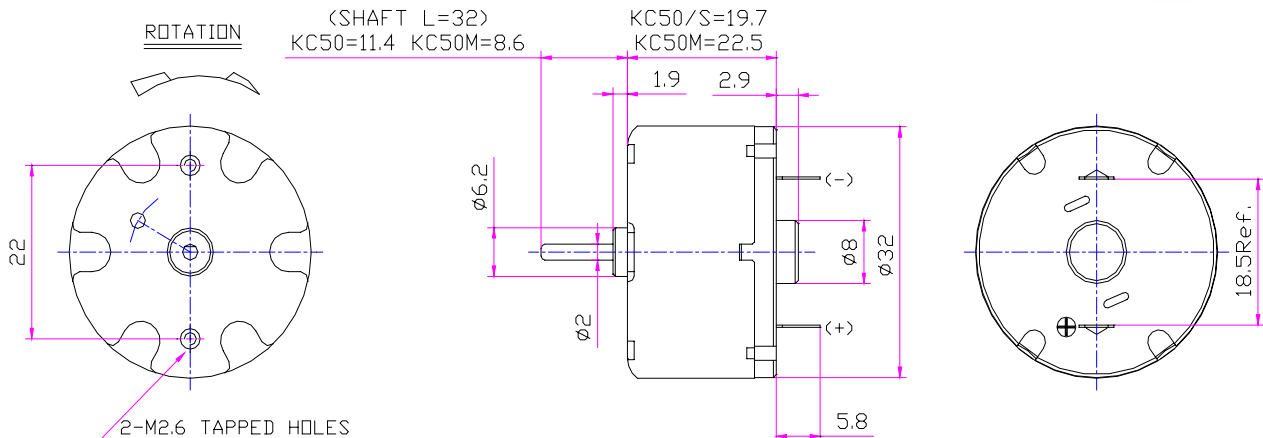 ROTATION
(SHAFT L=32)
KC50=11.4 KC50M=8.6
KC50/S=19.7
KC50M=22.5
1.9
2.9
22
ø6.2
ø2
(-)
ø8
ø32
(+)
18.5Ref.
5.8
2-M2.6 TAPPED HOLES